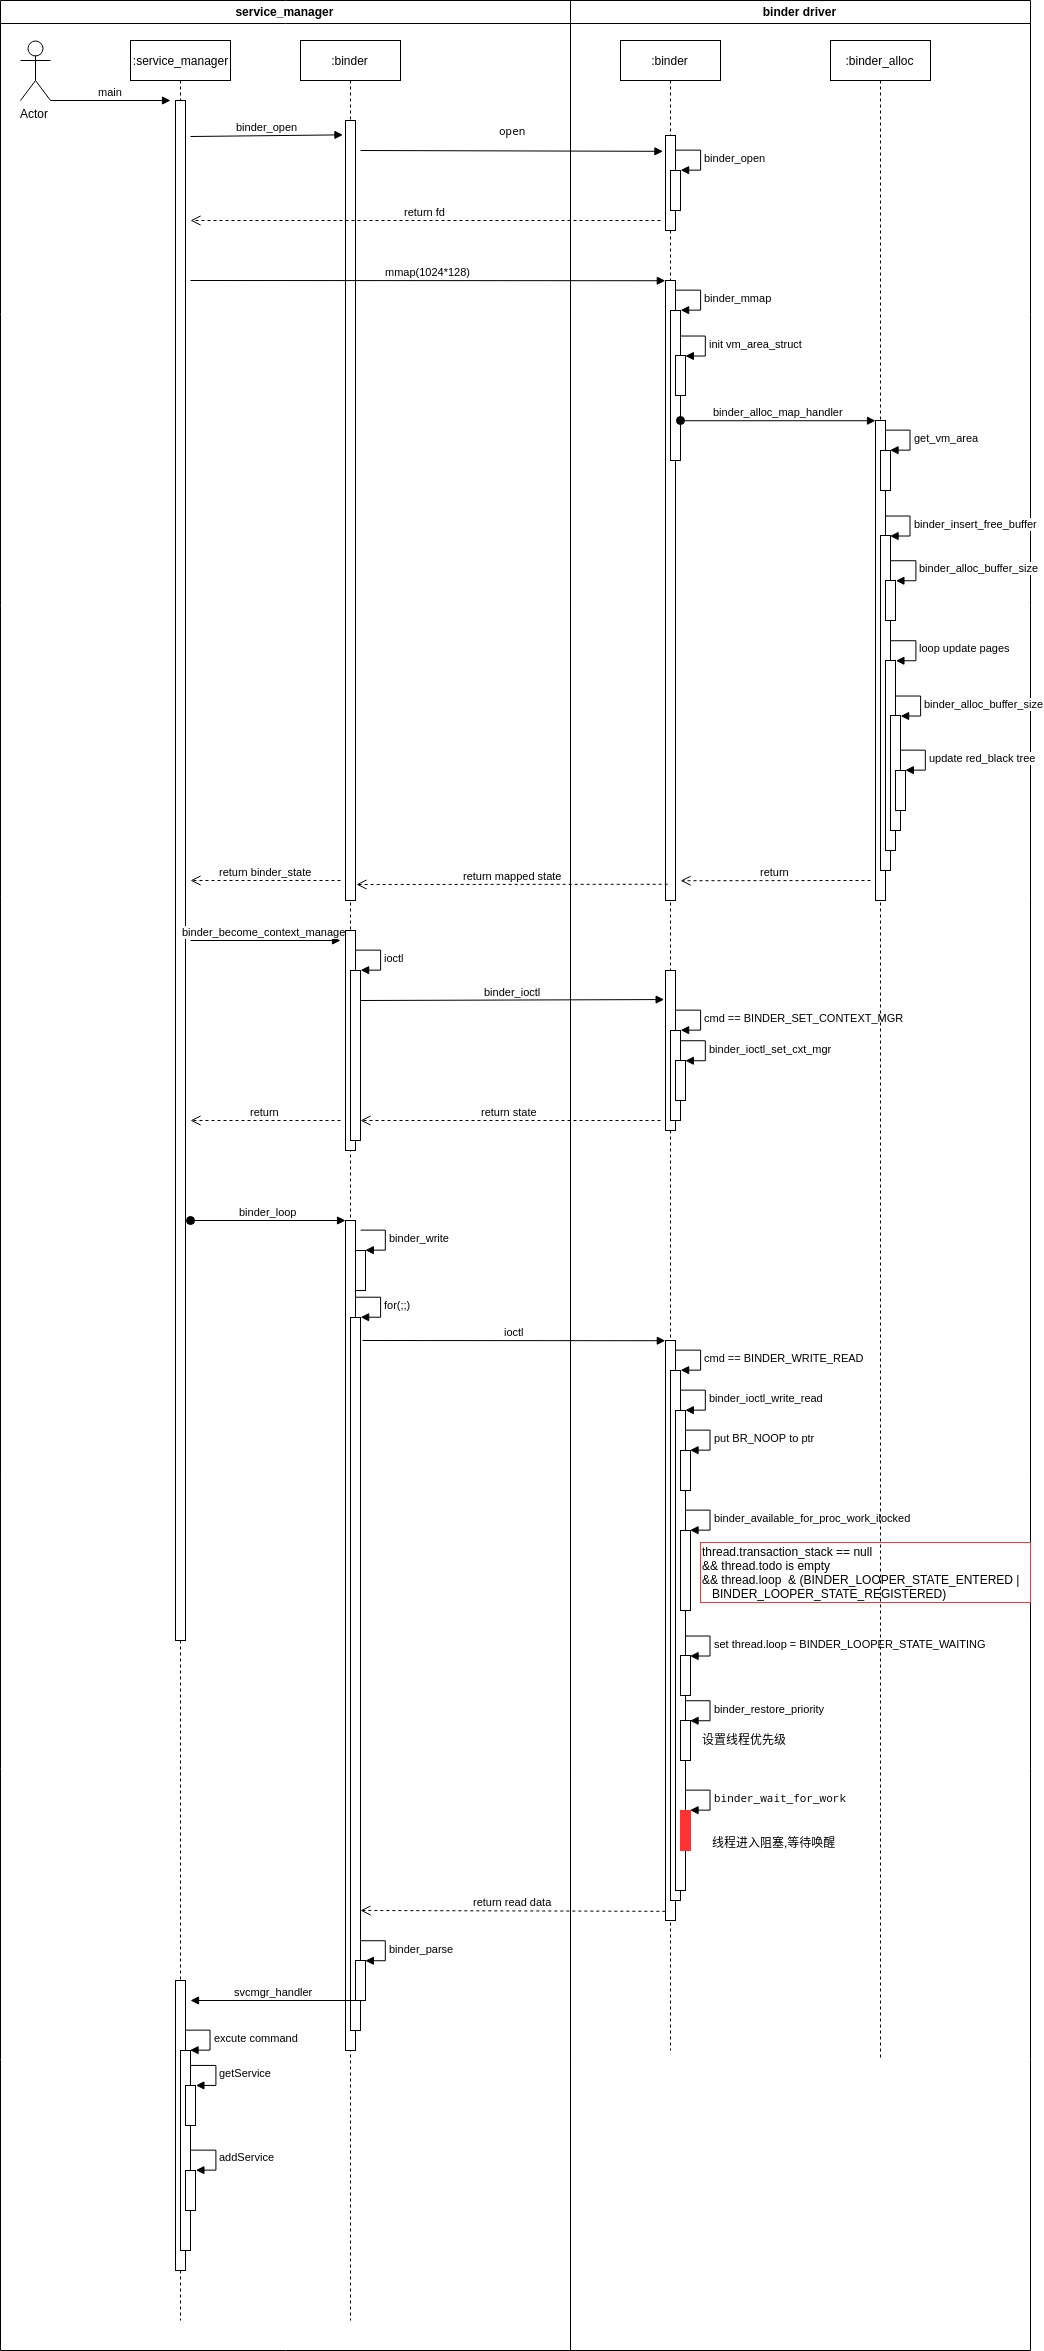 service_manager
binder driver
:service_manager
:binder
:binder
:binder_alloc
Actor
main
binder_open
open
binder_open
return fd
mmap(1024*128)
binder_mmap
init vm_area_struct
binder_alloc_map_handler
get_vm_area
binder_insert_free_buffer
binder_alloc_buffer_size
loop update pages
binder_alloc_buffer_size
update red_black tree
return binder_state
return mapped state
return
binder_become_context_manage
ioctl
binder_ioctl
cmd == BINDER_SET_CONTEXT_MGR
binder_ioctl_set_cxt_mgr
return
return state
binder_loop
binder_write
for(;;)
ioctl
cmd == BINDER_WRITE_READ
binder_ioctl_write_read
put BR_NOOP to ptr
binder_available_for_proc_work_ilocked
thread.transaction_stack == null
&& thread.todo is empty
&& thread.loop & (BINDER_LOOPER_STATE_ENTERED |
BINDER_LOOPER_STATE_REGISTERED)
set thread.loop = BINDER_LOOPER_STATE_WAITING
binder_restore_priority
设置线程优先级
binder_wait_for_work
线程进入阻塞,等待唤醒
return read data
binder_parse
svcmgr_handler
excute command
getService
addService